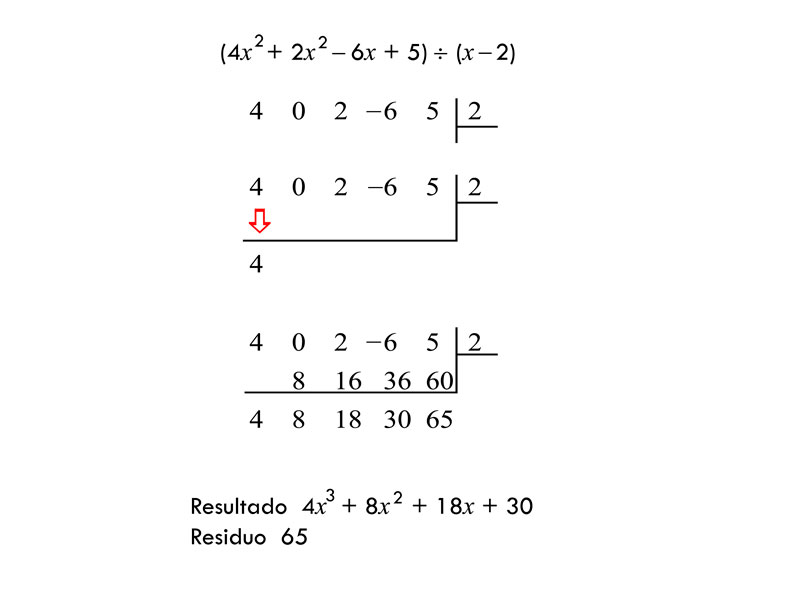 (4x² + 2x² – 6x + 5) ÷ (x – 2)
4 0 2 −6 5 2
4 0 2 −6 5 2
4
4 0 2 −6 5 2
8 16 36 60
4 8 18 30 65
Resultado 4x³ + 8x² + 18x + 30
Residuo 65